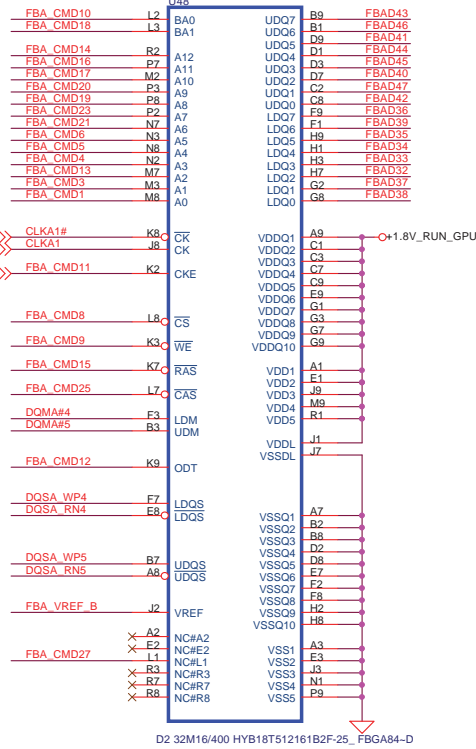 U48
FBA_CMD10 L2 BA0 UDQ7 B9 FBAD43
FBA_CMD18 L3 BA1 UDQ6 B1 FBAD46
UDQ5 D9 FBAD41
FBA_CMD14 R2 A12 UDQ4 D1 FBAD44
FBA_CMD16 P7 A11 UDQ3 D3 FBAD45
FBA_CMD17 M2 A10 UDQ2 D7 FBAD40
FBA_CMD20 P3 A9 UDQ1 C2 FBAD47
FBA_CMD19 P8 A8 UDQ0 C8 FBAD42
FBA_CMD23 P2 A7 LDQ7 F9 FBAD36
FBA_CMD21 N7 A6 LDQ6 F1 FBAD39
FBA_CMD6 N3 A5 LDQ5 H9 FBAD35
FBA_CMD5 N8 A4 LDQ4 H1 FBAD34
FBA_CMD4 N2 A3 LDQ3 H3 FBAD33
FBA_CMD13 M7 A2 LDQ2 H7 FBAD32
FBA_CMD3 M3 A1 LDQ1 G2 FBAD37
FBA_CMD1 M8 A0 LDQ0 G8 FBAD38
CLKA1# K8 CK VDDQ1 A9 +1.8V_RUN_GPU
CLKA1 J8 CK VDDQ2 C1
VDDQ3 C3
FBA_CMD11 K2 CKE VDDQ4 C7
VDDQ5 C9
VDDQ6 E9
VDDQ7 G1
FBA_CMD8 L8 CS VDDQ8 G3
VDDQ9 G7
FBA_CMD9 K3 WE VDDQ10 G9
FBA_CMD15 K7 RAS VDD1 A1
VDD2 E1
FBA_CMD25 L7 CAS VDD3 J9
VDD4 M9
DQMA#4 F3 LDM VDD5 R1
DQMA#5 B3 UDM
VDDL J1
VSSDL J7
FBA_CMD12 K9 ODT
DQSA_WP4 F7 LDQS
DQSA_RN4 E8 LDQS VSSQ1 A7
VSSQ2 B2
VSSQ3 B8
VSSQ4 D2
DQSA_WP5 B7 UDQS VSSQ5 D8
DQSA_RN5 A8 UDQS VSSQ6 E7
VSSQ7 F2
VSSQ8 F8
FBA_VREF_B J2 VREF VSSQ9 H2
VSSQ10 H8
A2 NC#A2
E2 NC#E2 VSS1 A3
FBA_CMD27 L1 NC#L1 VSS2 E3
R3 NC#R3 VSS3 J3
R7 NC#R7 VSS4 N1
R8 NC#R8 VSS5 P9
D2 32M16/400 HYB18T512161B2F-25_ FBGA84~D